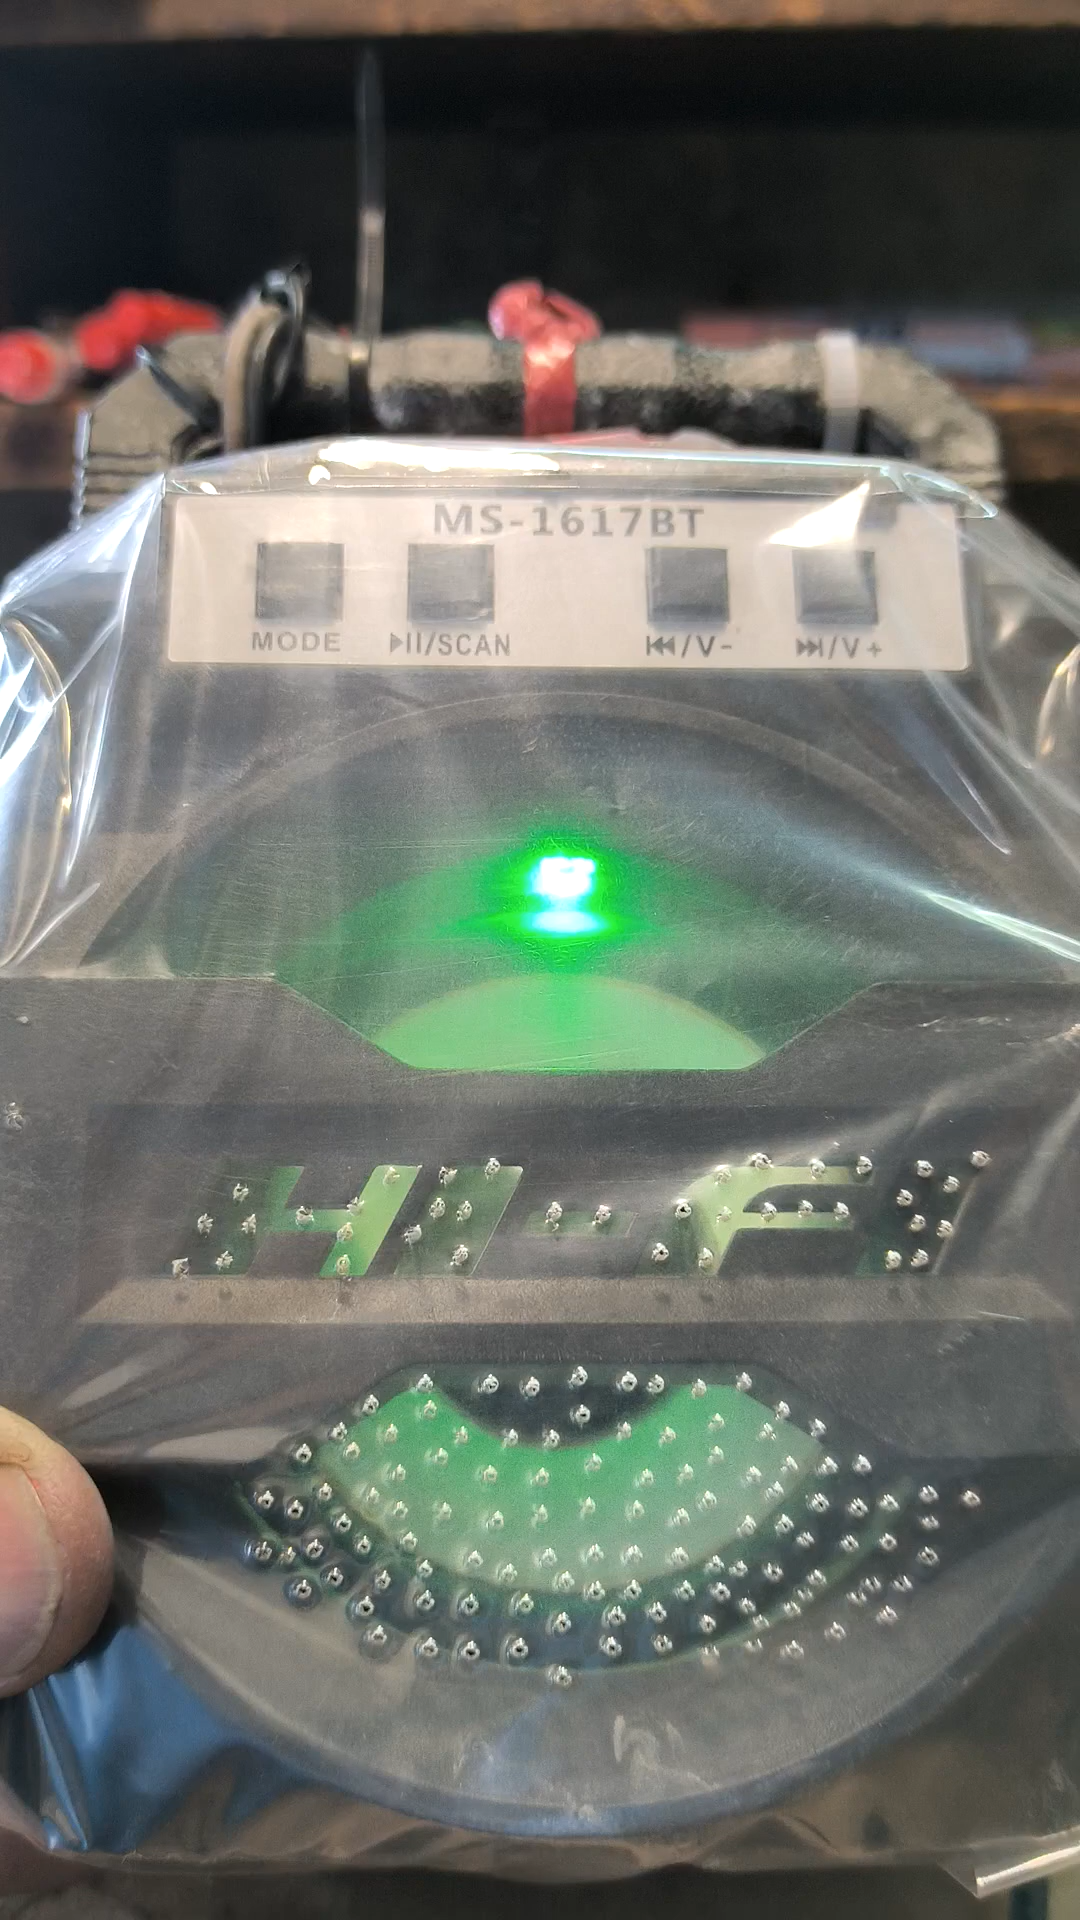 MS-1617BT
MODE ▶II/SCAN I◀◀/V- ▶▶I/V+
HI-FI